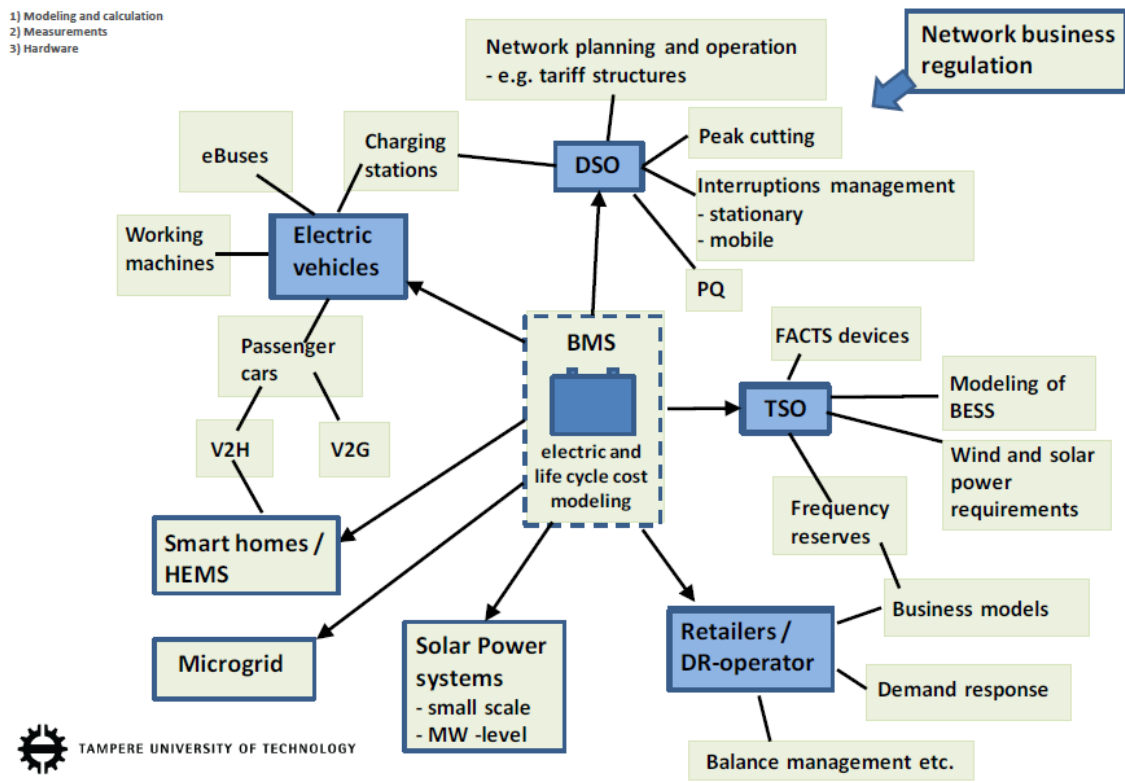 1) Modeling and calculation
2) Measurements
3) Hardware
Network planning and operation
- e.g. tariff structures
Network business
regulation
eBuses
Charging
stations
DSO
Peak cutting
Interruptions management
- stationary
- mobile
PQ
Working
machines
Electric
vehicles
Passenger
cars
V2H
V2G
BMS
electric and
life cycle cost
modeling
FACTS devices
TSO
Modeling of
BESS
Wind and solar
power
requirements
Frequency
reserves
Smart homes /
HEMS
Microgrid
Solar Power
systems
- small scale
- MW -level
Retailers /
DR-operator
Business models
Demand response
Balance management etc.
TAMPERE UNIVERSITY OF TECHNOLOGY